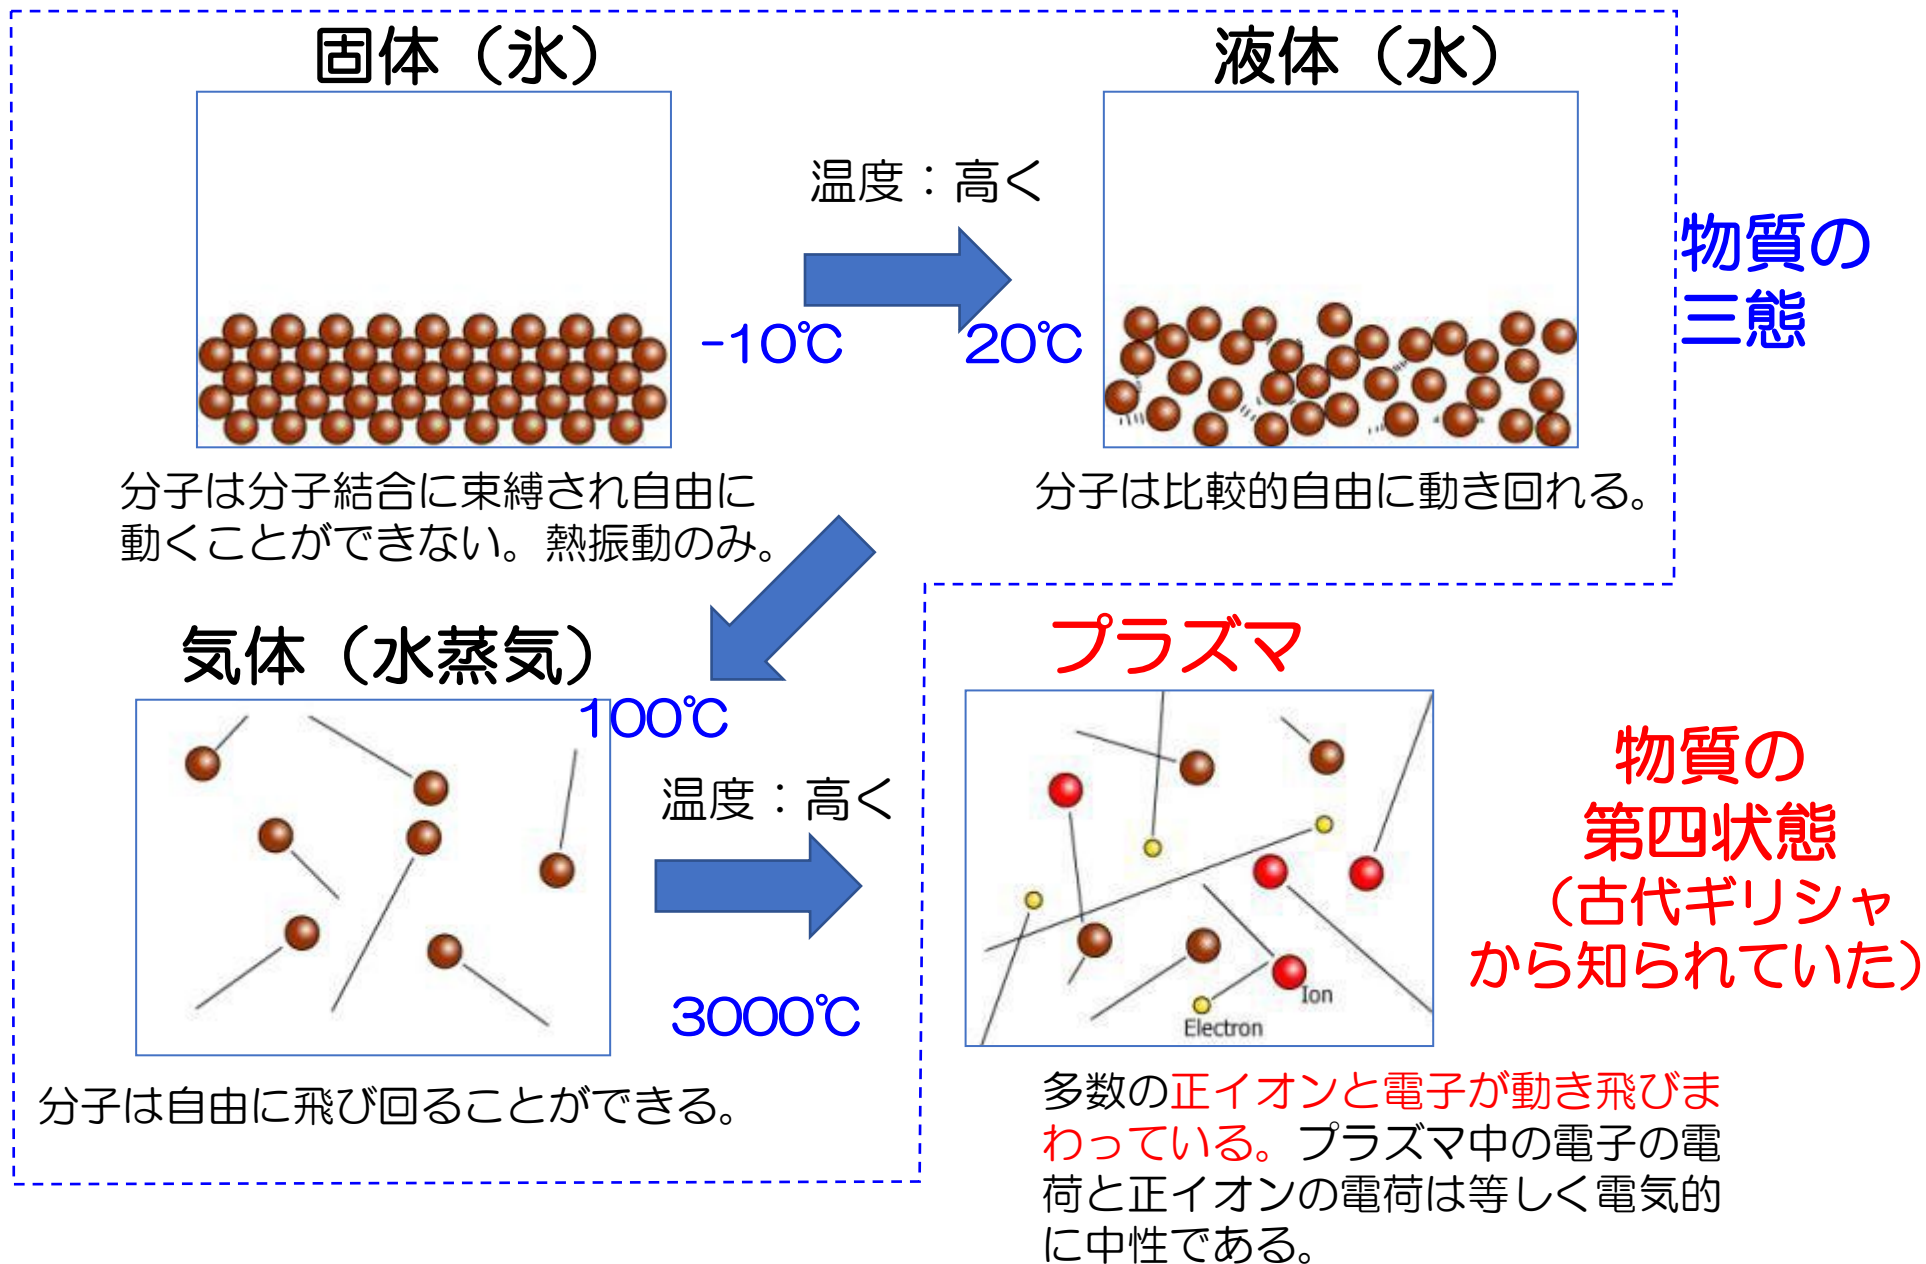 固体（氷）
液体（水）
温度：高く
-10℃
20℃
物質の
三態
分子は分子結合に束縛され自由に
動くことができない。熱振動のみ。
分子は比較的自由に動き回れる。
気体（水蒸気）
100℃
温度：高く
3000℃
分子は自由に飛び回ることができる。
プラズマ
Ion
Electron
物質の
第四状態
（古代ギリシャ
から知られていた）
多数の正イオンと電子が動き飛びま
わっている。プラズマ中の電子の電
荷と正イオンの電荷は等しく電気的
に中性である。